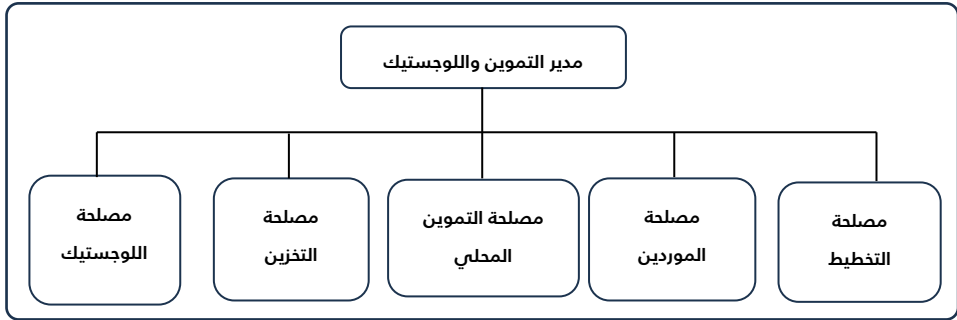 مدير التموين واللوجستيك
مصلحة
التخطيط
مصلحة
الموردين
مصلحة التموين
المحلي
مصلحة
التخزين
مصلحة
اللوجستيك